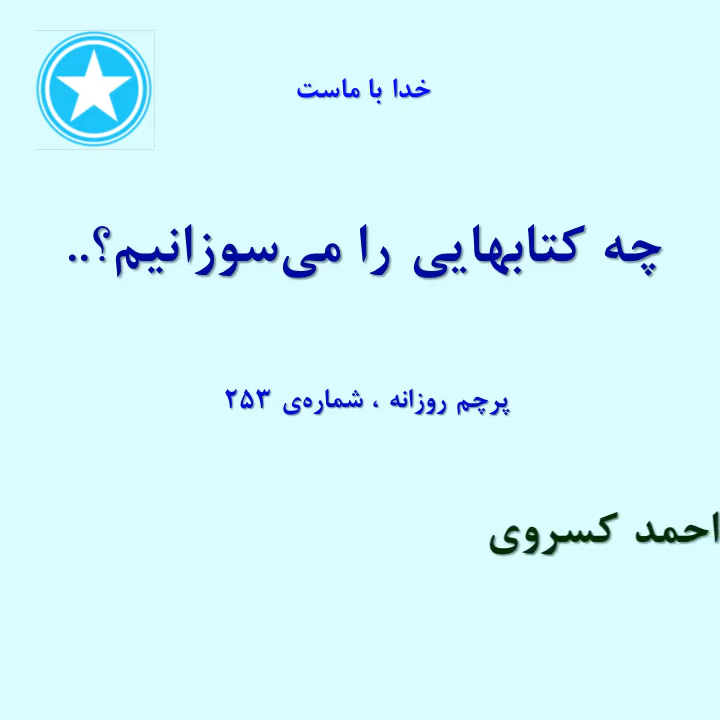 خدا با ماست
چه کتابهایی را می‌سوزانیم؟..
پرچم روزانه ، شماره‌ی ۲۵۳
احمد کسروی